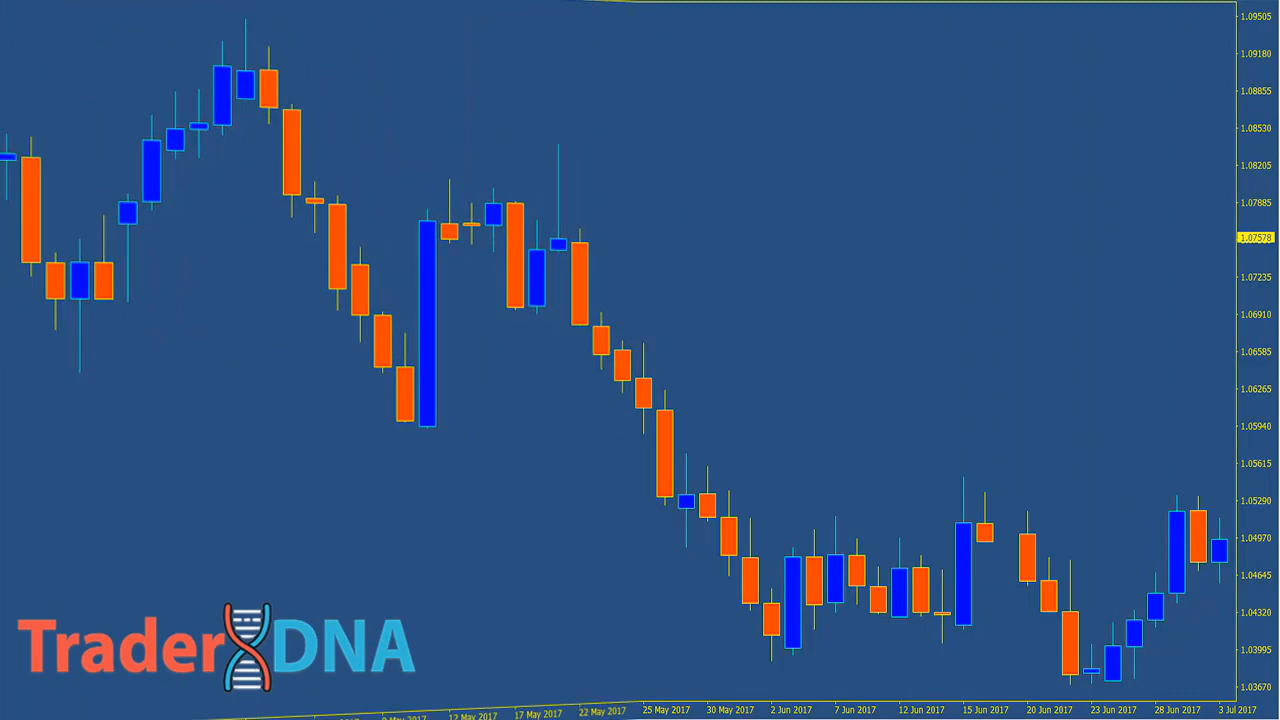 1.09505
1.09180
1.08855
1.08530
1.08205
1.07885
1.07578
1.07235
1.06910
1.06585
1.06265
1.05940
1.05615
1.05290
1.04970
1.04645
1.04320
1.03995
1.03670
TraderDNA
12 May 2017
17 May 2017
22 May 2017
25 May 2017
30 May 2017
2 Jun 2017
7 Jun 2017
12 Jun 2017
15 Jun 2017
20 Jun 2017
23 Jun 2017
28 Jun 2017
3 Jul 2017